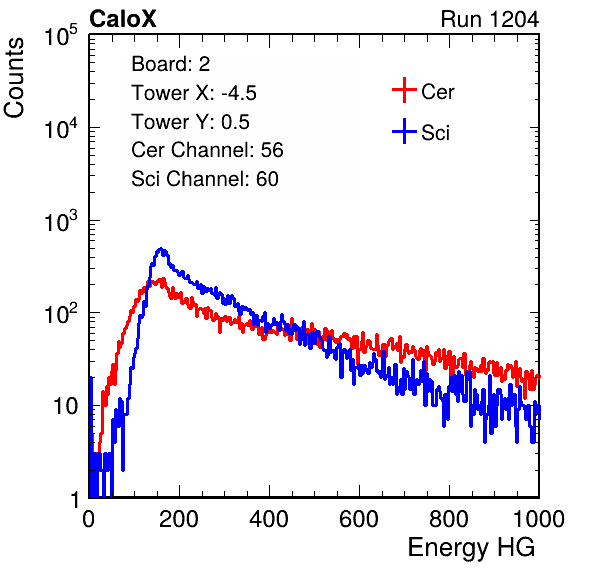 CaloX Run 1204
Board: 2
Tower X: -4.5
Tower Y: 0.5
Cer Channel: 56
Sci Channel: 60
Cer
Sci
Counts
10^5
10^4
10^3
10^2
10
1
0 200 400 600 800 1000
Energy HG